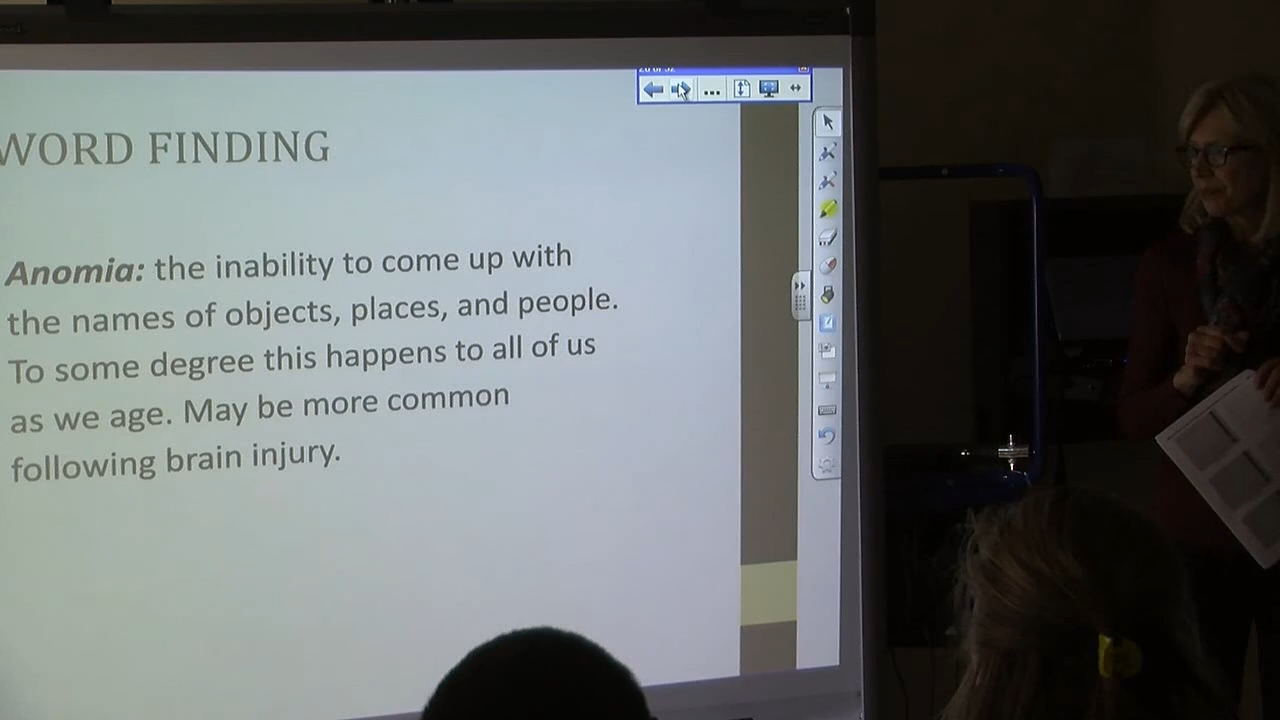 WORD FINDING
Anomia: the inability to come up with
the names of objects, places, and people.
To some degree this happens to all of us
as we age. May be more common
following brain injury.